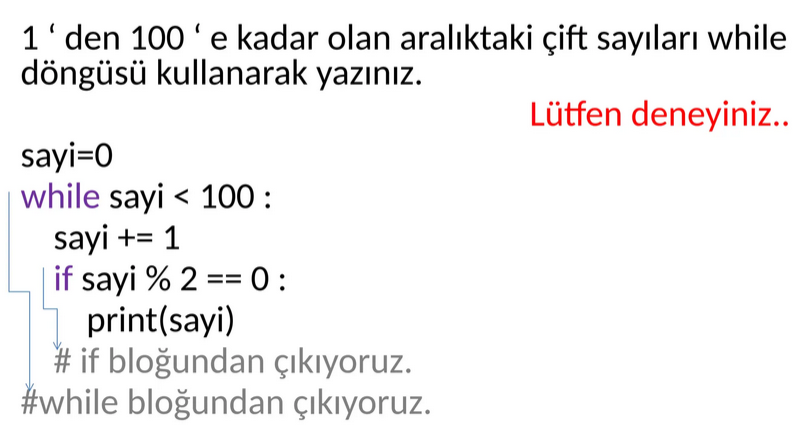 1 ‘ den 100 ‘ e kadar olan aralıktaki çift sayıları while
döngüsü kullanarak yazınız.
Lütfen deneyiniz..
sayi=0
while sayi < 100 :
sayi += 1
if sayi % 2 == 0 :
print(sayi)
# if bloğundan çıkıyoruz.
#while bloğundan çıkıyoruz.